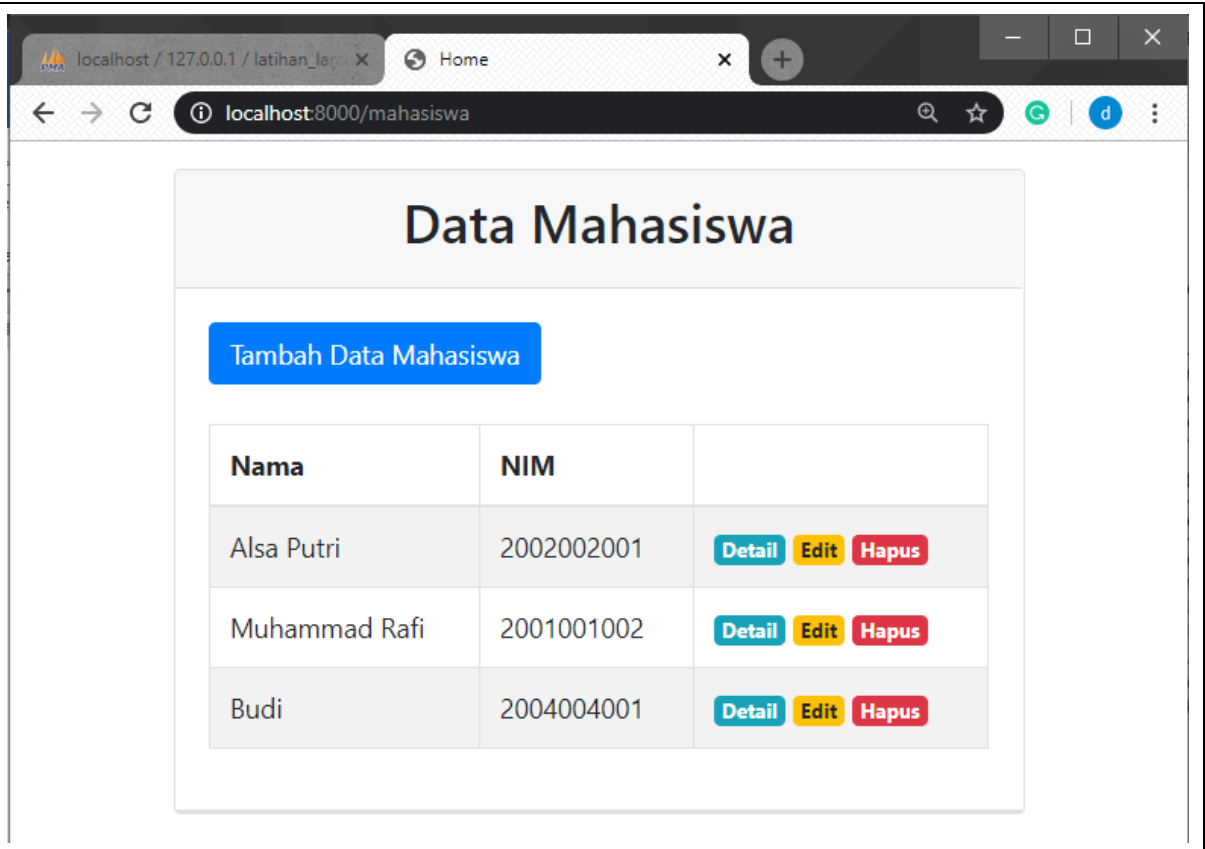 localhost / 127.0.0.1 / latihan_la
Home
localhost:8000/mahasiswa
d
Data Mahasiswa
Tambah Data Mahasiswa
Nama NIM
Alsa Putri 2002002001 Detail Edit Hapus
Muhammad Rafi 2001001002 Detail Edit Hapus
Budi 2004004001 Detail Edit Hapus